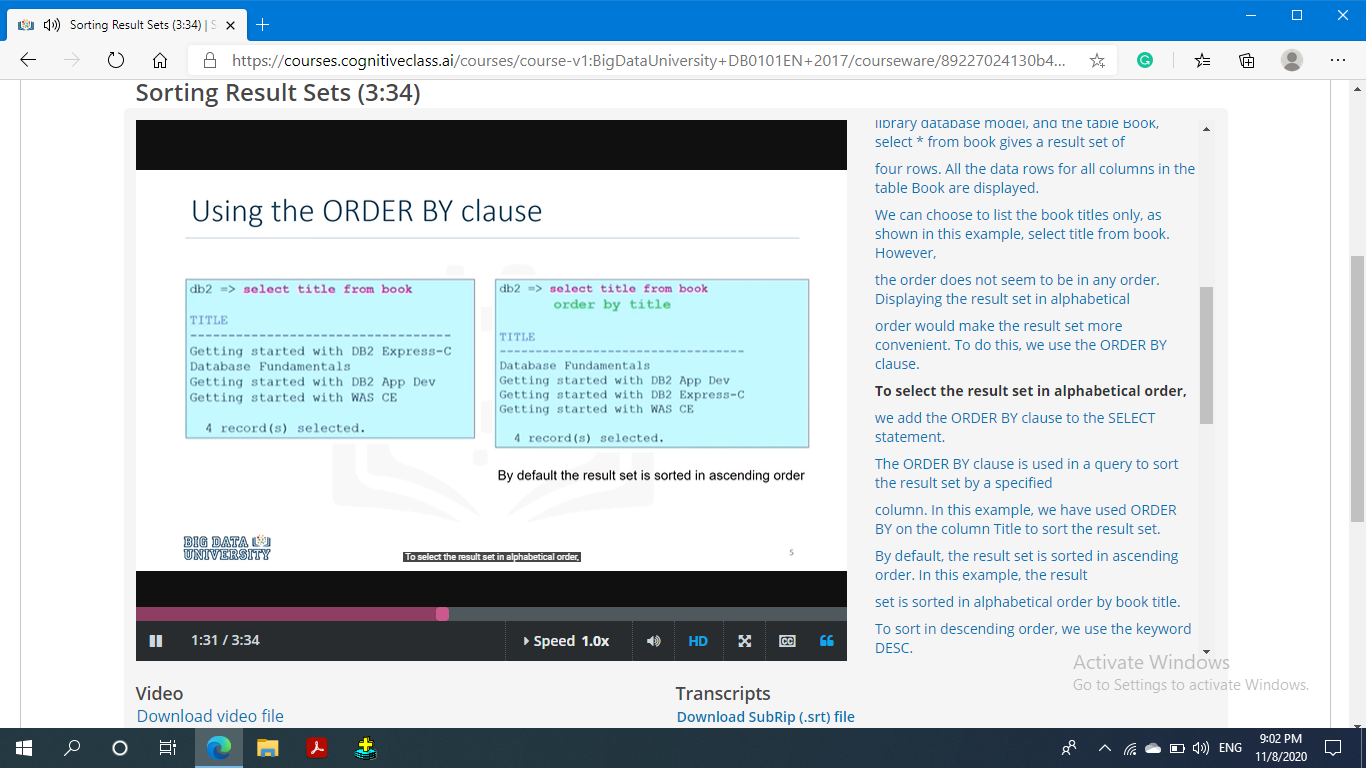 Sorting Result Sets (3:34) | S
https://courses.cognitiveclass.ai/courses/course-v1:BigDataUniversity+DB0101EN+2017/courseware/89227024130b4...
Sorting Result Sets (3:34)
Using the ORDER BY clause
db2 => select title from book
TITLE
---------------------------------
Getting started with DB2 Express-C
Database Fundamentals
Getting started with DB2 App Dev
Getting started with WAS CE
4 record(s) selected.
db2 => select title from book
order by title
TITLE
---------------------------------
Database Fundamentals
Getting started with DB2 App Dev
Getting started with DB2 Express-C
Getting started with WAS CE
4 record(s) selected.
By default the result set is sorted in ascending order
BIG DATA
UNIVERSITY
To select the result set in alphabetical order,
5
1:31 / 3:34
Speed 1.0x
HD
CC
library database model, and the table Book,
select * from book gives a result set of
four rows. All the data rows for all columns in the
table Book are displayed.
We can choose to list the book titles only, as
shown in this example, select title from book.
However,
the order does not seem to be in any order.
Displaying the result set in alphabetical
order would make the result set more
convenient. To do this, we use the ORDER BY
clause.
To select the result set in alphabetical order,
we add the ORDER BY clause to the SELECT
statement.
The ORDER BY clause is used in a query to sort
the result set by a specified
column. In this example, we have used ORDER
BY on the column Title to sort the result set.
By default, the result set is sorted in ascending
order. In this example, the result
set is sorted in alphabetical order by book title.
To sort in descending order, we use the keyword
DESC.
Activate Windows
Go to Settings to activate Windows.
Video
Download video file
Transcripts
Download SubRip (.srt) file
ENG
9:02 PM
11/8/2020